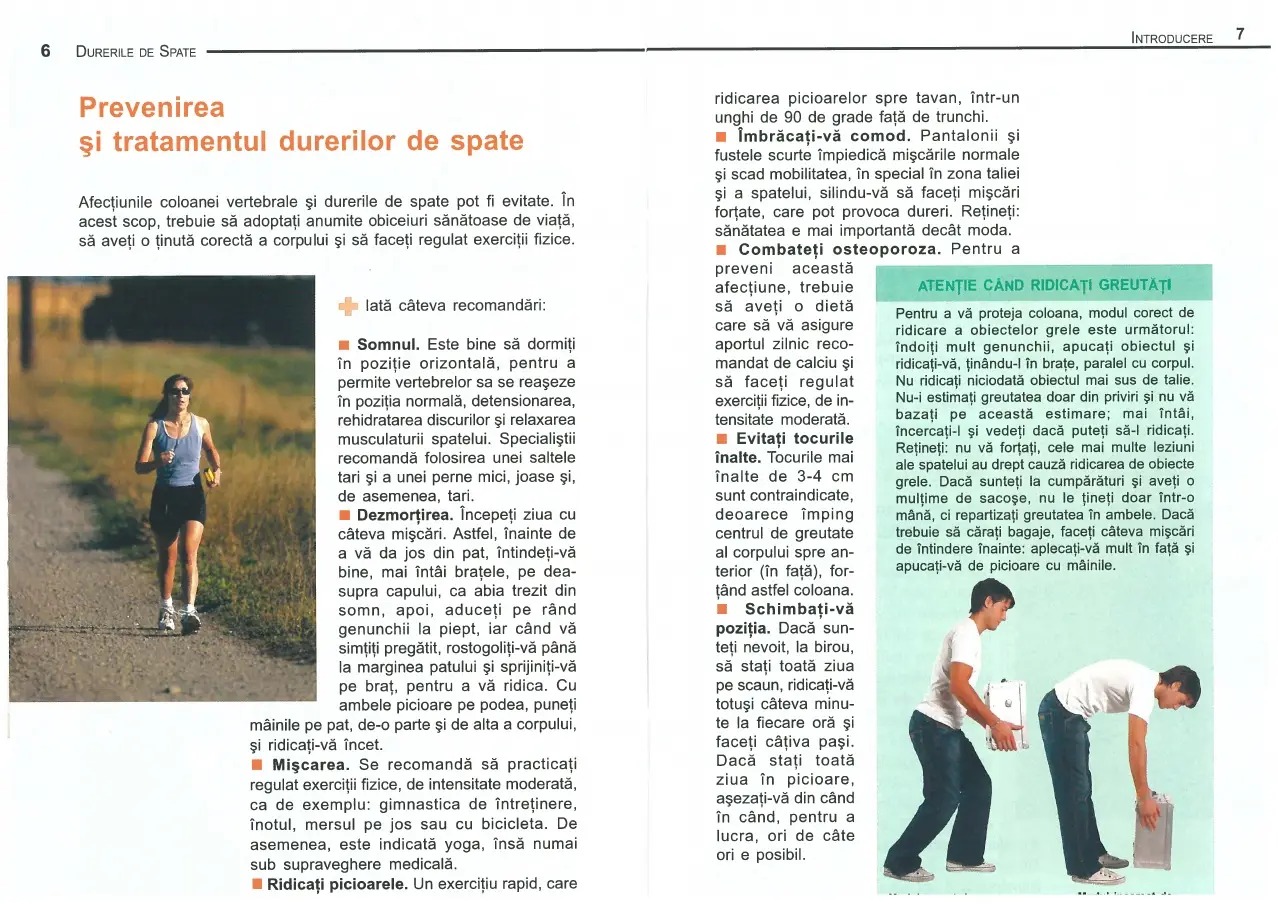 6 DURERILE DE SPATE
Prevenirea
şi tratamentul durerilor de spate
Afecţiunile coloanei vertebrale şi durerile de spate pot fi evitate. În
acest scop, trebuie să adoptaţi anumite obiceiuri sănătoase de viaţă,
să aveţi o ţinută corectă a corpului şi să faceţi regulat exerciţii fizice.
Iată câteva recomandări:
■ Somnul. Este bine să dormiţi
în poziţie orizontală, pentru a
permite vertebrelor sa se reaşeze
în poziţia normală, detensionarea,
rehidratarea discurilor şi relaxarea
musculaturii spatelui. Specialiştii
recomandă folosirea unei saltele
tari şi a unei perne mici, joase şi,
de asemenea, tari.
■ Dezmorţirea. Începeţi ziua cu
câteva mişcări. Astfel, înainte de
a vă da jos din pat, întindeţi-vă
bine, mai întâi braţele, pe dea-
supra capului, ca abia trezit din
somn, apoi, aduceţi pe rând
genunchii la piept, iar când vă
simţiţi pregătit, rostogoliţi-vă până
la marginea patului şi sprijiniţi-vă
pe braţ, pentru a vă ridica. Cu
ambele picioare pe podea, puneţi
mâinile pe pat, de-o parte şi de alta a corpului,
şi ridicaţi-vă încet.
■ Mişcarea. Se recomandă să practicaţi
regulat exerciţii fizice, de intensitate moderată,
ca de exemplu: gimnastica de întreţinere,
înotul, mersul pe jos sau cu bicicleta. De
asemenea, este indicată yoga, însă numai
sub supraveghere medicală.
■ Ridicaţi picioarele. Un exerciţiu rapid, care
INTRODUCERE 7
ridicarea picioarelor spre tavan, într-un
unghi de 90 de grade faţă de trunchi.
■ Îmbrăcaţi-vă comod. Pantalonii şi
fustele scurte împiedică mişcările normale
şi scad mobilitatea, în special în zona taliei
şi a spatelui, silindu-vă să faceţi mişcări
forţate, care pot provoca dureri. Reţineţi:
sănătatea e mai importantă decât moda.
■ Combateţi osteoporoza. Pentru a
preveni această
afecţiune, trebuie
să aveţi o dietă
care să vă asigure
aportul zilnic reco-
mandat de calciu şi
să faceţi regulat
exerciţii fizice, de in-
tensitate moderată.
■ Evitaţi tocurile
înalte. Tocurile mai
înalte de 3-4 cm
sunt contraindicate,
deoarece împing
centrul de greutate
al corpului spre an-
terior (în faţă), for-
ţând astfel coloana.
■ Schimbaţi-vă
poziţia. Dacă sun-
teţi nevoit, la birou,
să staţi toată ziua
pe scaun, ridicaţi-vă
totuşi câteva minu-
te la fiecare oră şi
faceţi câţiva paşi.
Dacă staţi toată
ziua în picioare,
aşezaţi-vă din când
în când, pentru a
lucra, ori de câte
ori e posibil.
ATENŢIE CÂND RIDICAŢI GREUTĂŢI
Pentru a vă proteja coloana, modul corect de
ridicare a obiectelor grele este următorul:
îndoiţi mult genunchii, apucaţi obiectul şi
ridicaţi-vă, ţinându-l în braţe, paralel cu corpul.
Nu ridicaţi niciodată obiectul mai sus de talie.
Nu-i estimaţi greutatea doar din priviri şi nu vă
bazaţi pe această estimare; mai întâi,
încercaţi-l şi vedeţi dacă puteţi să-l ridicaţi.
Reţineţi: nu vă forţaţi, cele mai multe leziuni
ale spatelui au drept cauză ridicarea de obiecte
grele. Dacă sunteţi la cumpărături şi aveţi o
mulţime de sacoşe, nu le ţineţi doar într-o
mână, ci repartizaţi greutatea în ambele. Dacă
trebuie să căraţi bagaje, faceţi câteva mişcări
de întindere înainte: aplecaţi-vă mult în faţă şi
apucaţi-vă de picioare cu mâinile.